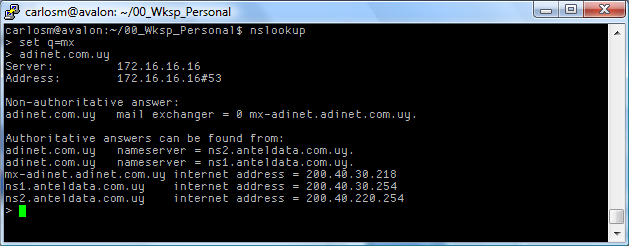 carlosm@avalon: ~/00_Wksp_Personal
carlosm@avalon:~/00_Wksp_Personal$ nslookup
> set q=mx
> adinet.com.uy
Server:         172.16.16.16
Address:        172.16.16.16#53
Non-authoritative answer:
adinet.com.uy   mail exchanger = 0 mx-adinet.adinet.com.uy.
Authoritative answers can be found from:
adinet.com.uy   nameserver = ns2.anteldata.com.uy.
adinet.com.uy   nameserver = ns1.anteldata.com.uy.
mx-adinet.adinet.com.uy internet address = 200.40.30.218
ns1.anteldata.com.uy    internet address = 200.40.30.254
ns2.anteldata.com.uy    internet address = 200.40.220.254
>